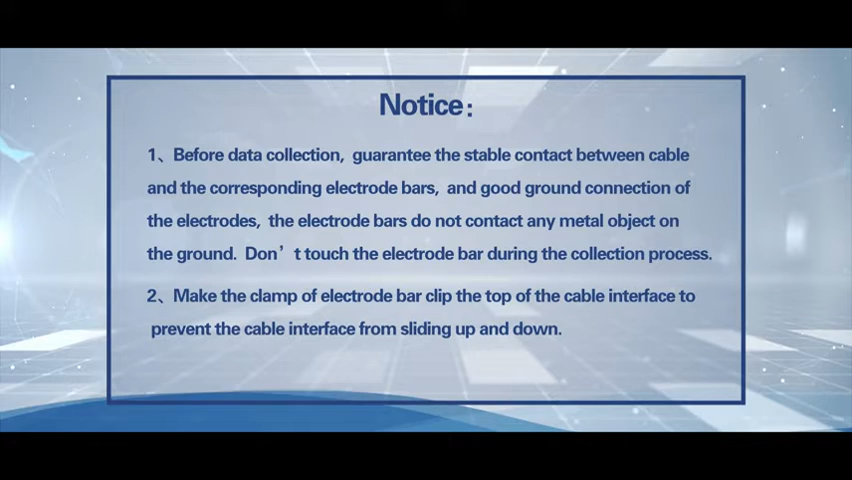 Notice:
1、Before data collection, guarantee the stable contact between cable
and the corresponding electrode bars, and good ground connection of
the electrodes, the electrode bars do not contact any metal object on
the ground. Don’t touch the electrode bar during the collection process.
2、Make the clamp of electrode bar clip the top of the cable interface to
prevent the cable interface from sliding up and down.